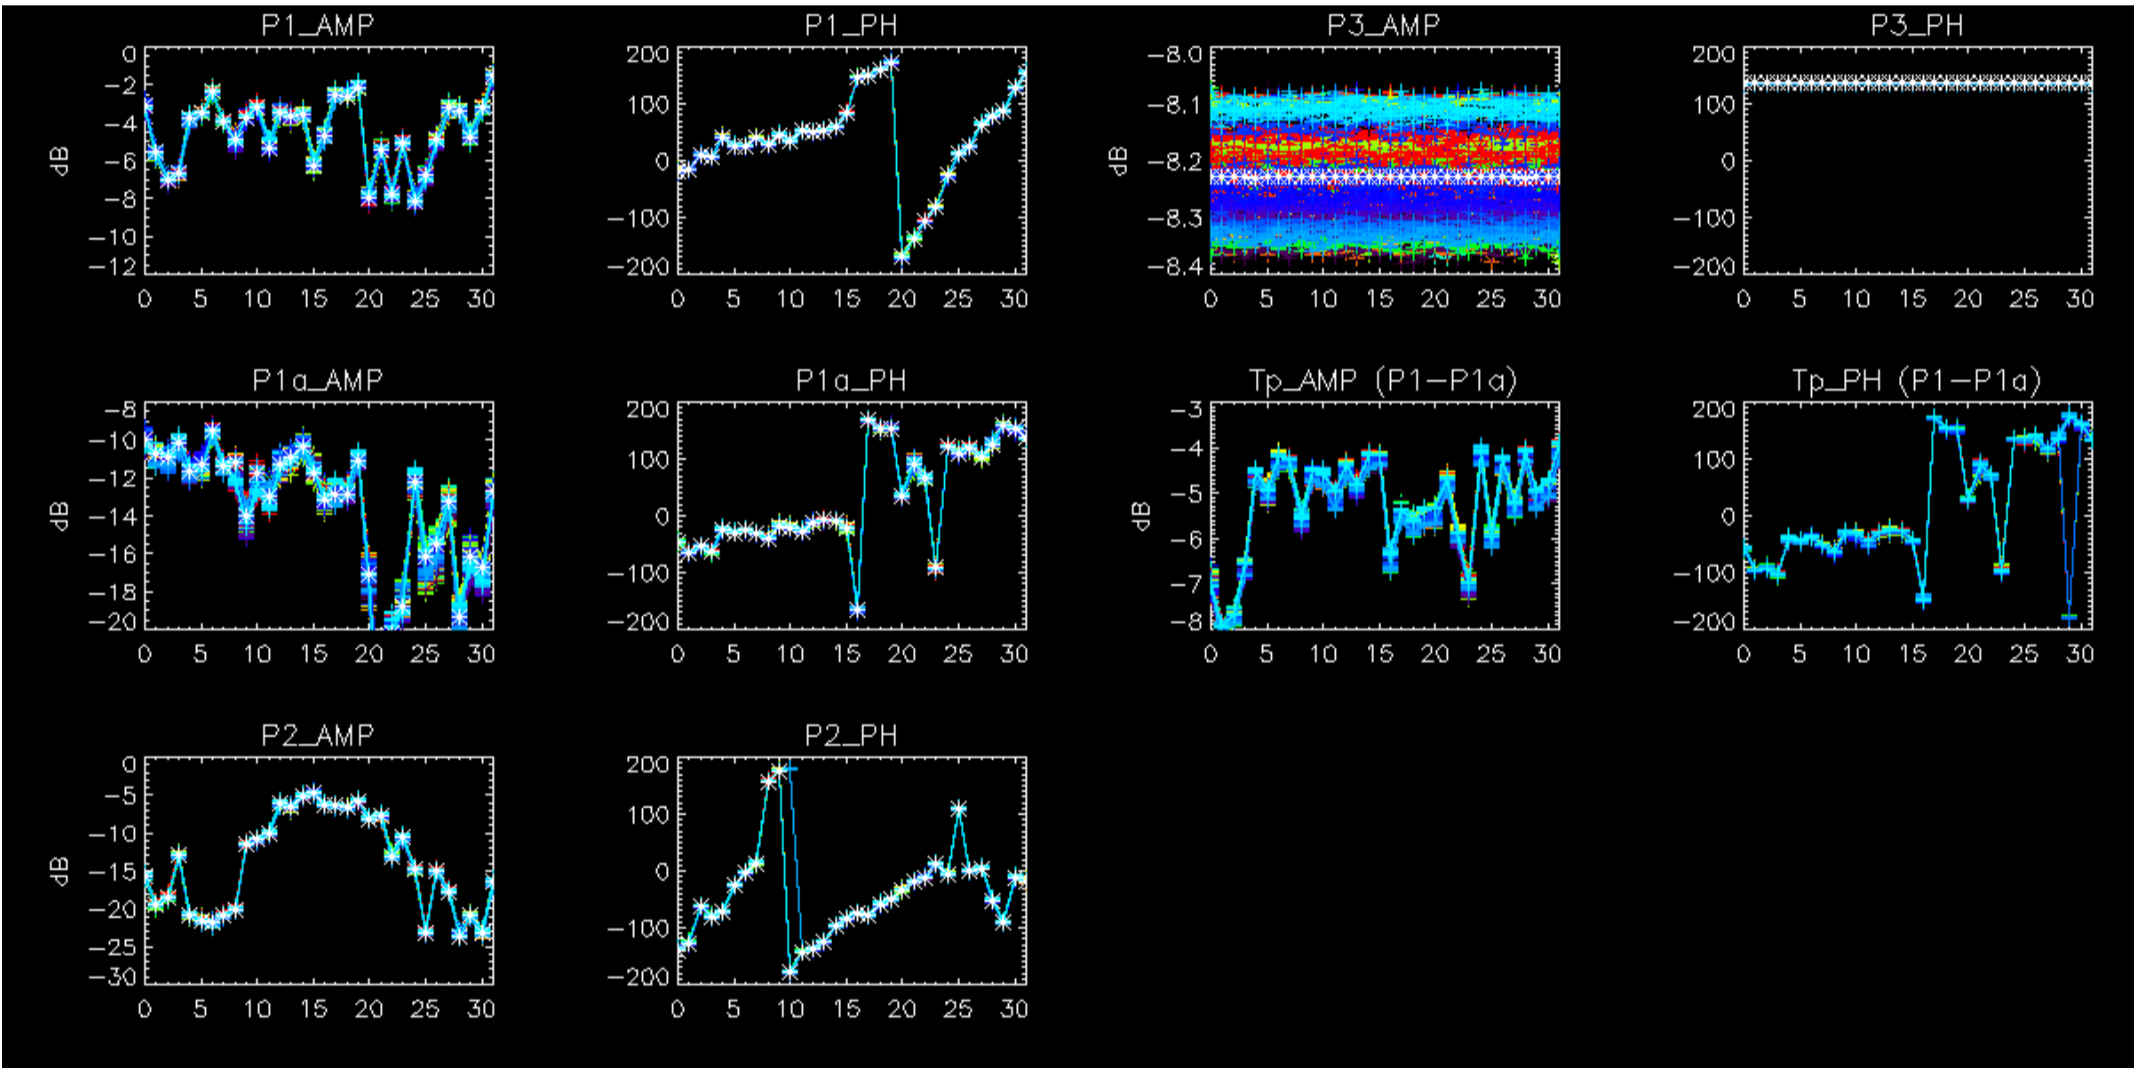 P1_AMP
0
-2
-4
-6
-8
-10
-12
dB
0 5 10 15 20 25 30
P1_PH
200
100
0
-100
-200
0 5 10 15 20 25 30
P3_AMP
-8.0
-8.1
-8.2
-8.3
-8.4
dB
0 5 10 15 20 25 30
P3_PH
200
100
0
-100
-200
0 5 10 15 20 25 30
P1a_AMP
-8
-10
-12
-14
-16
-18
-20
dB
0 5 10 15 20 25 30
P1a_PH
200
100
0
-100
-200
0 5 10 15 20 25 30
Tp_AMP (P1-P1a)
-3
-4
-5
-6
-7
-8
dB
0 5 10 15 20 25 30
Tp_PH (P1-P1a)
200
100
0
-100
-200
0 5 10 15 20 25 30
P2_AMP
0
-5
-10
-15
-20
-25
-30
dB
0 5 10 15 20 25 30
P2_PH
200
100
0
-100
-200
0 5 10 15 20 25 30